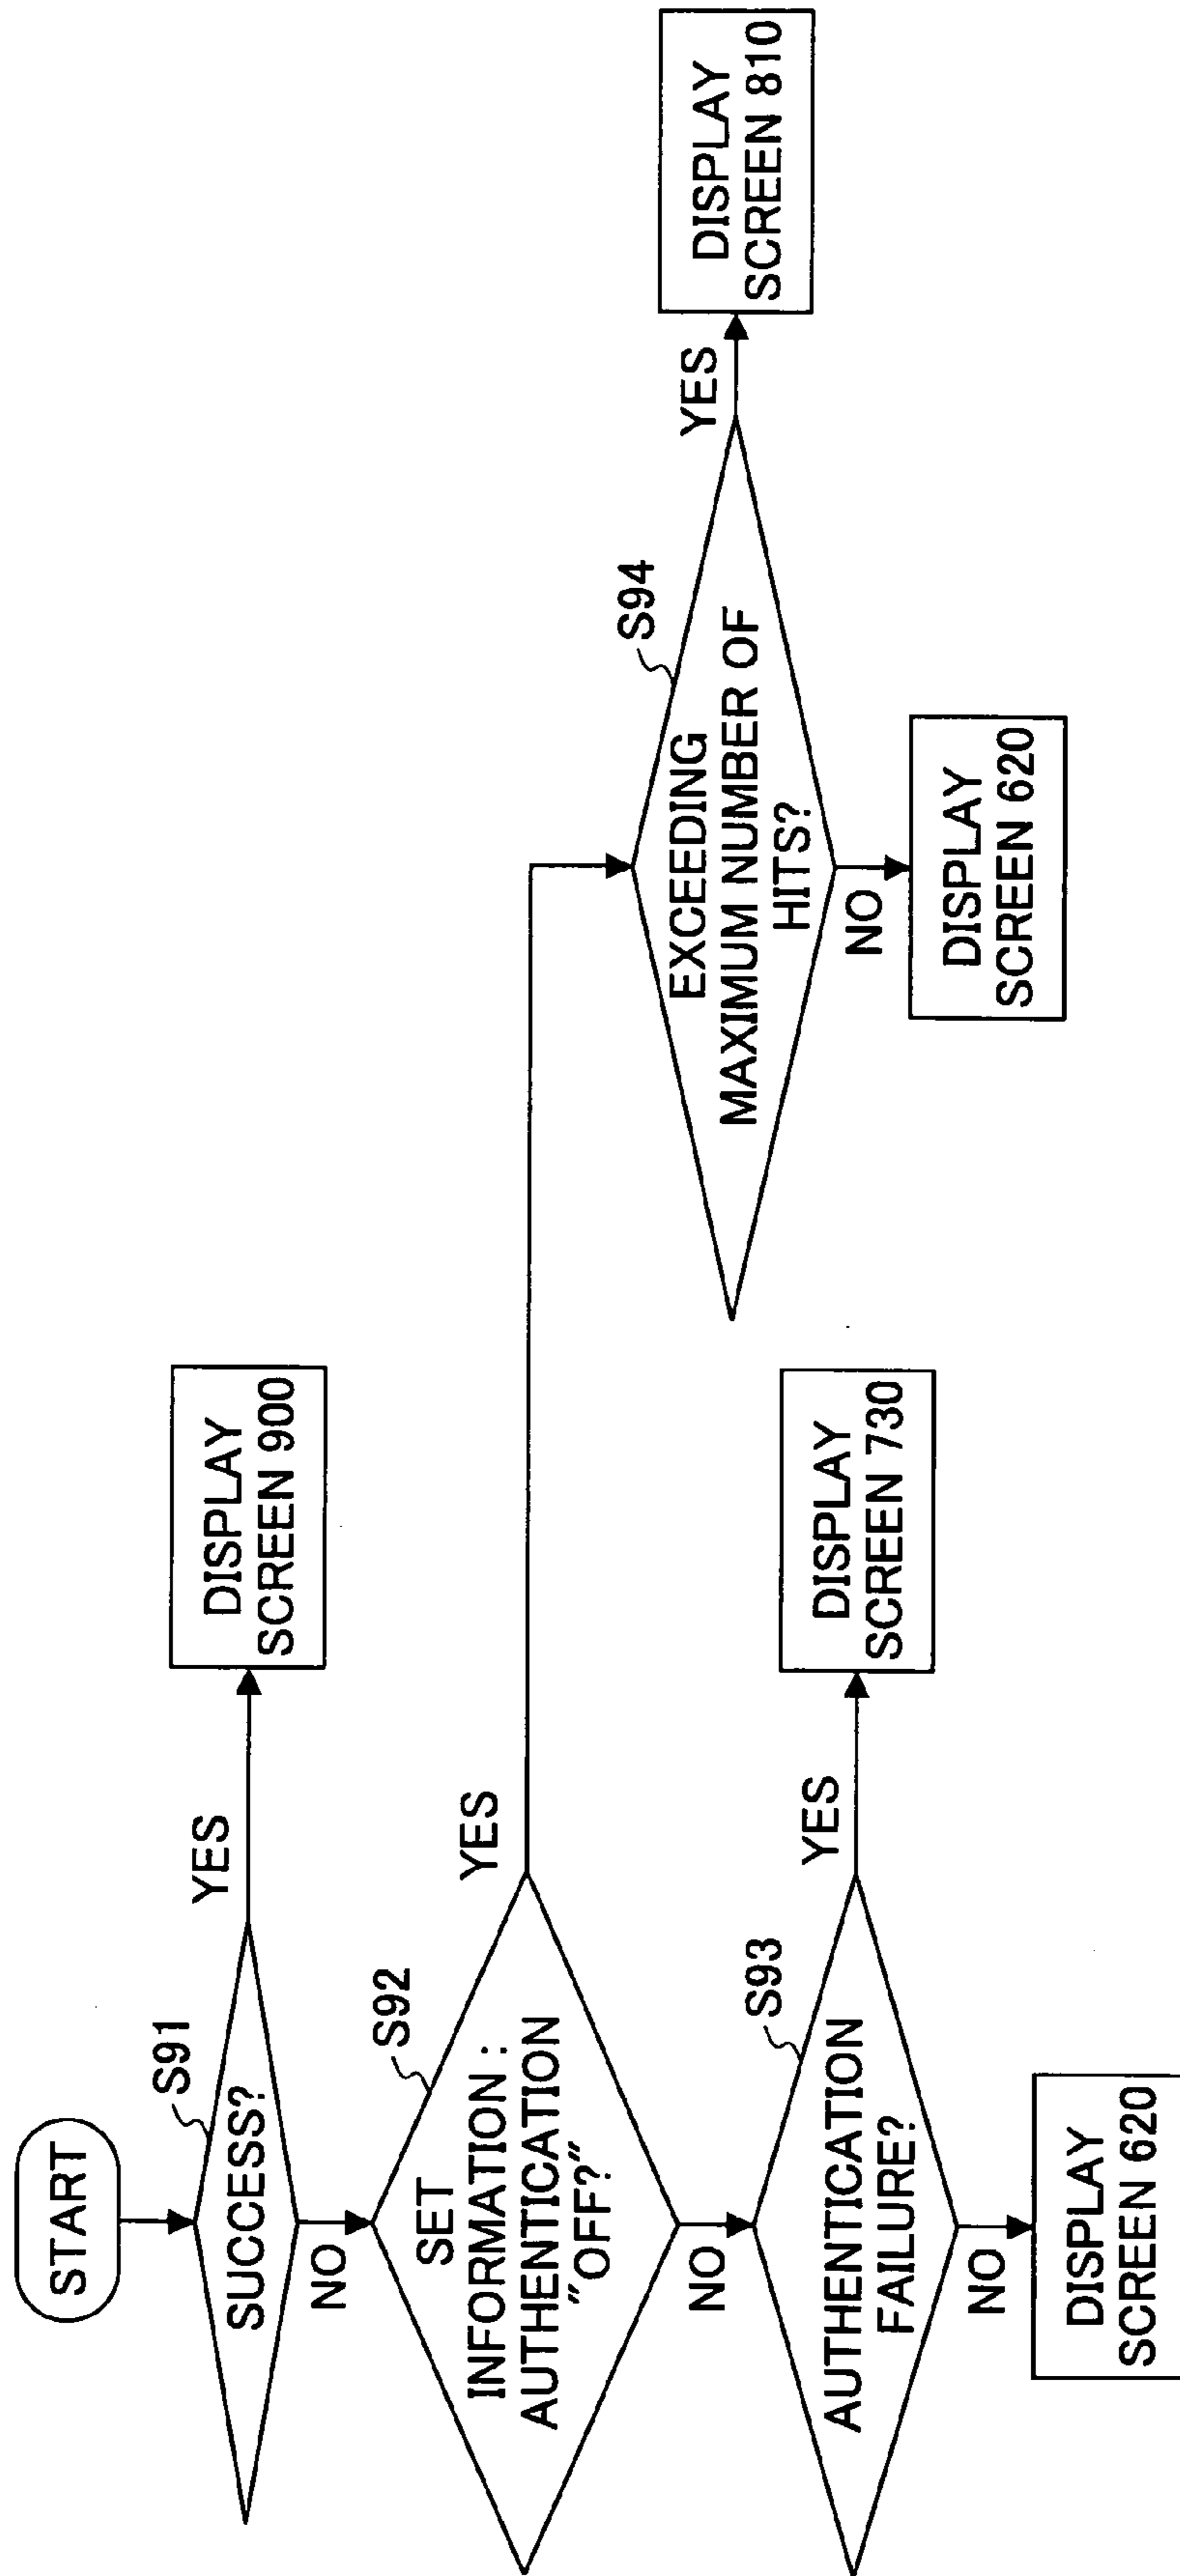 START
S91
SUCCESS?
YES
DISPLAY
SCREEN 900
NO
S92
SET
INFORMATION :
AUTHENTICATION
"OFF?"
YES
NO
S93
AUTHENTICATION
FAILURE?
YES
DISPLAY
SCREEN 730
NO
DISPLAY
SCREEN 620
S94
EXCEEDING
MAXIMUM NUMBER OF
HITS?
YES
DISPLAY
SCREEN 810
NO
DISPLAY
SCREEN 620